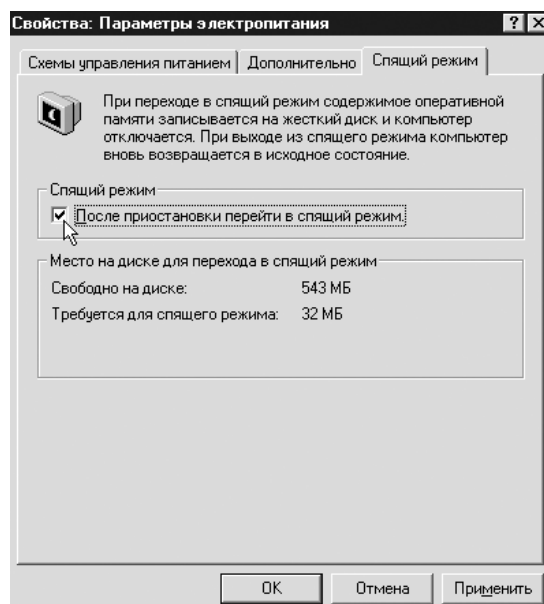 Свойства: Параметры электропитания
Схемы управления питанием Дополнительно Спящий режим
При переходе в спящий режим содержимое оперативной
памяти записывается на жесткий диск и компьютер
отключается. При выходе из спящего режима компьютер
вновь возвращается в исходное состояние.
Спящий режим
После приостановки перейти в спящий режим.
Место на диске для перехода в спящий режим
Свободно на диске: 543 МБ
Требуется для спящего режима: 32 МБ
OK Отмена Применить